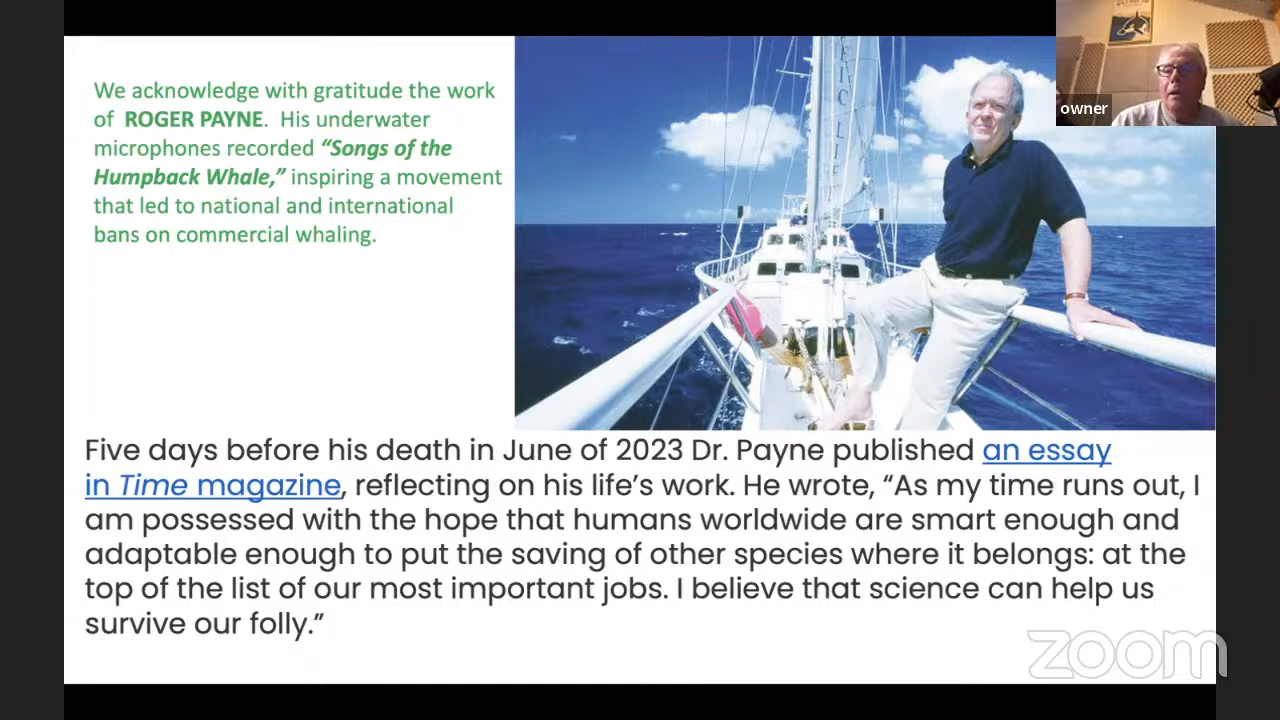 We acknowledge with gratitude the work
of ROGER PAYNE. His underwater
microphones recorded “Songs of the
Humpback Whale,” inspiring a movement
that led to national and international
bans on commercial whaling.
owner
Five days before his death in June of 2023 Dr. Payne published an essay
in Time magazine, reflecting on his life’s work. He wrote, “As my time runs out, I
am possessed with the hope that humans worldwide are smart enough and
adaptable enough to put the saving of other species where it belongs: at the
top of the list of our most important jobs. I believe that science can help us
survive our folly.”
zoom